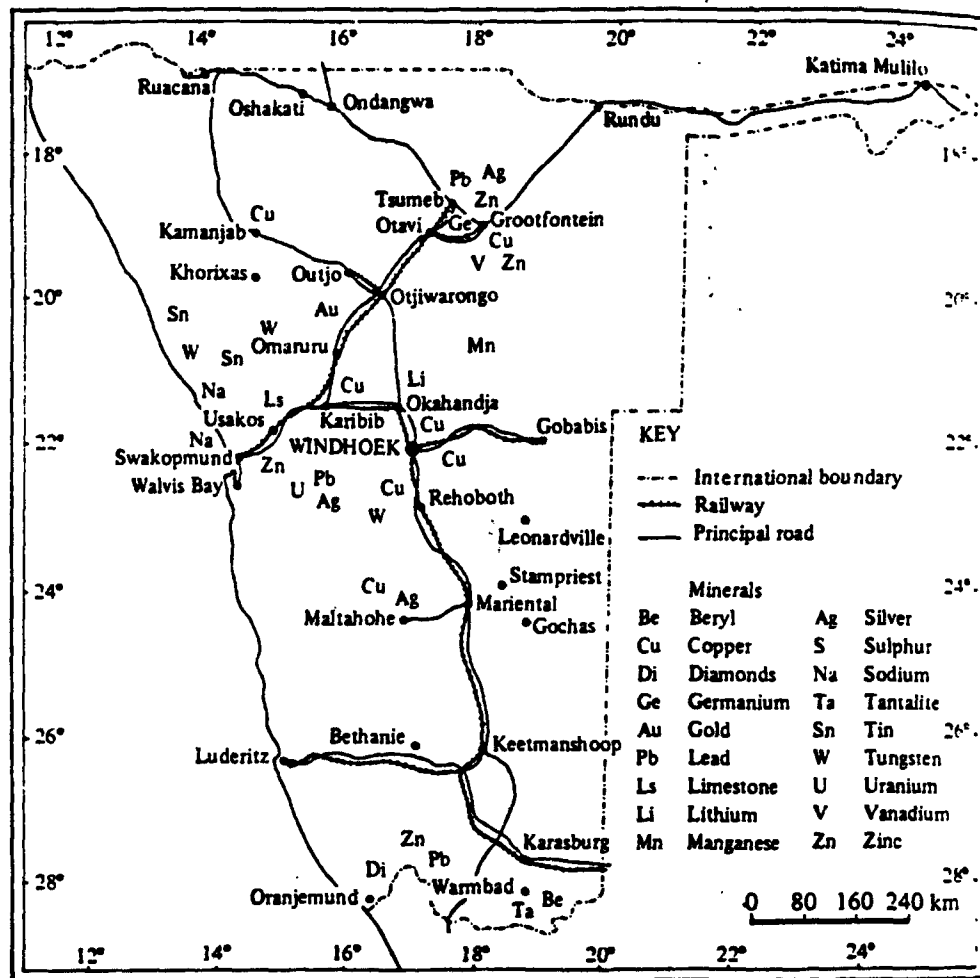 12° 14° 16° 18° 20° 22° 24°
Katima Mulilo
Ruacana
Oshakati
Ondangwa
Rundu
18° 18°
Pb Ag
Tsumeb Zn
Otavi Ge Grootfontein
Cu
Cu
Kamanjab
V Zn
Khorixas
Outjo
Otjiwarongo
20° 20°
Sn Au
W
W Omaruru Mn
Sn
Na Ls Cu Li
Usakos Karibib Okahandja
Na Cu Gobabis
22° WINDHOEK
Swakopmund Zn Cu
Walvis Bay U Pb Cu
Ag
W Rehoboth
Leonardville
Cu Stampriest
24° Ag 24°
Maltahohe Mariental
Gochas
26° Bethanie 26°
Luderitz Keetmanshoop
Zn Karasburg
Di Pb
28° Warmbad 28°
Oranjemund Ta Be
12° 14° 16° 18° 20° 22° 24°
KEY
International boundary
Railway
Principal road
Minerals
Be Beryl Ag Silver
Cu Copper S Sulphur
Di Diamonds Na Sodium
Ge Germanium Ta Tantalite
Au Gold Sn Tin
Pb Lead W Tungsten
Ls Limestone U Uranium
Li Lithium V Vanadium
Mn Manganese Zn Zinc
0 80 160 240 km